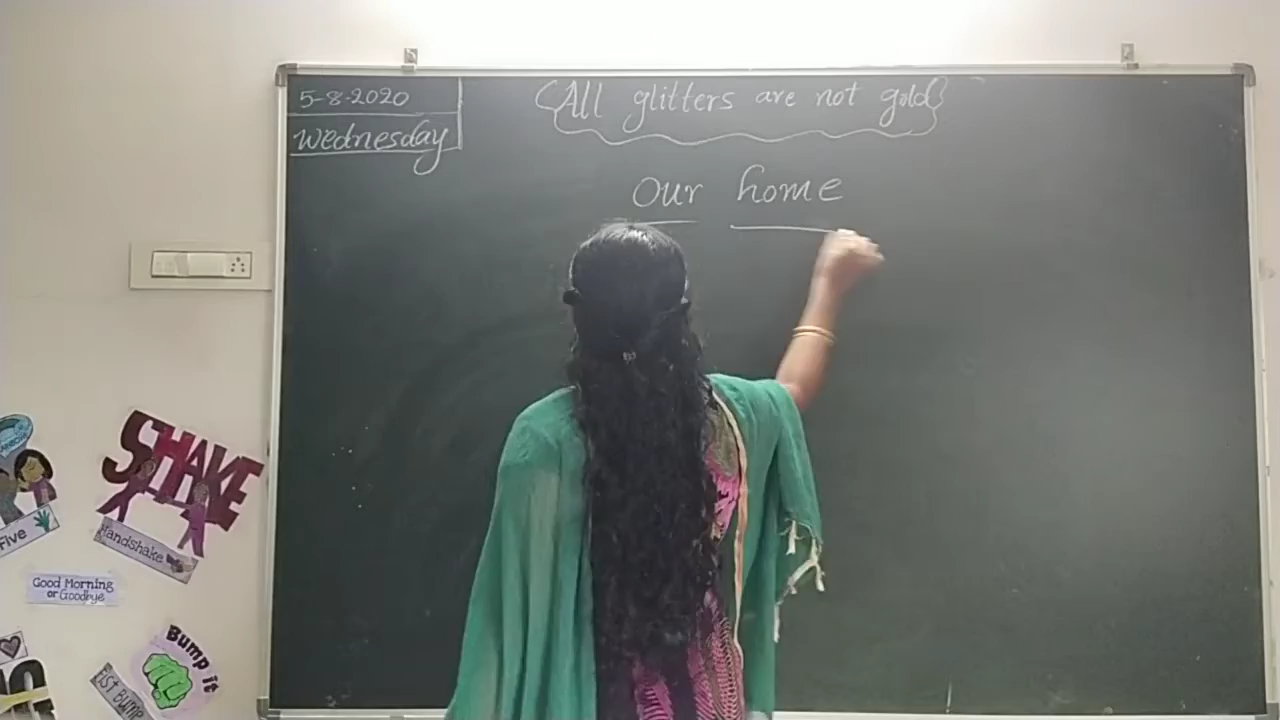 5-8-2020
Wednesday
All glitters are not gold
Our home
SHAKE
Handshake
Five
Good Morning
or Goodbye
Bump it
FIST BUMP